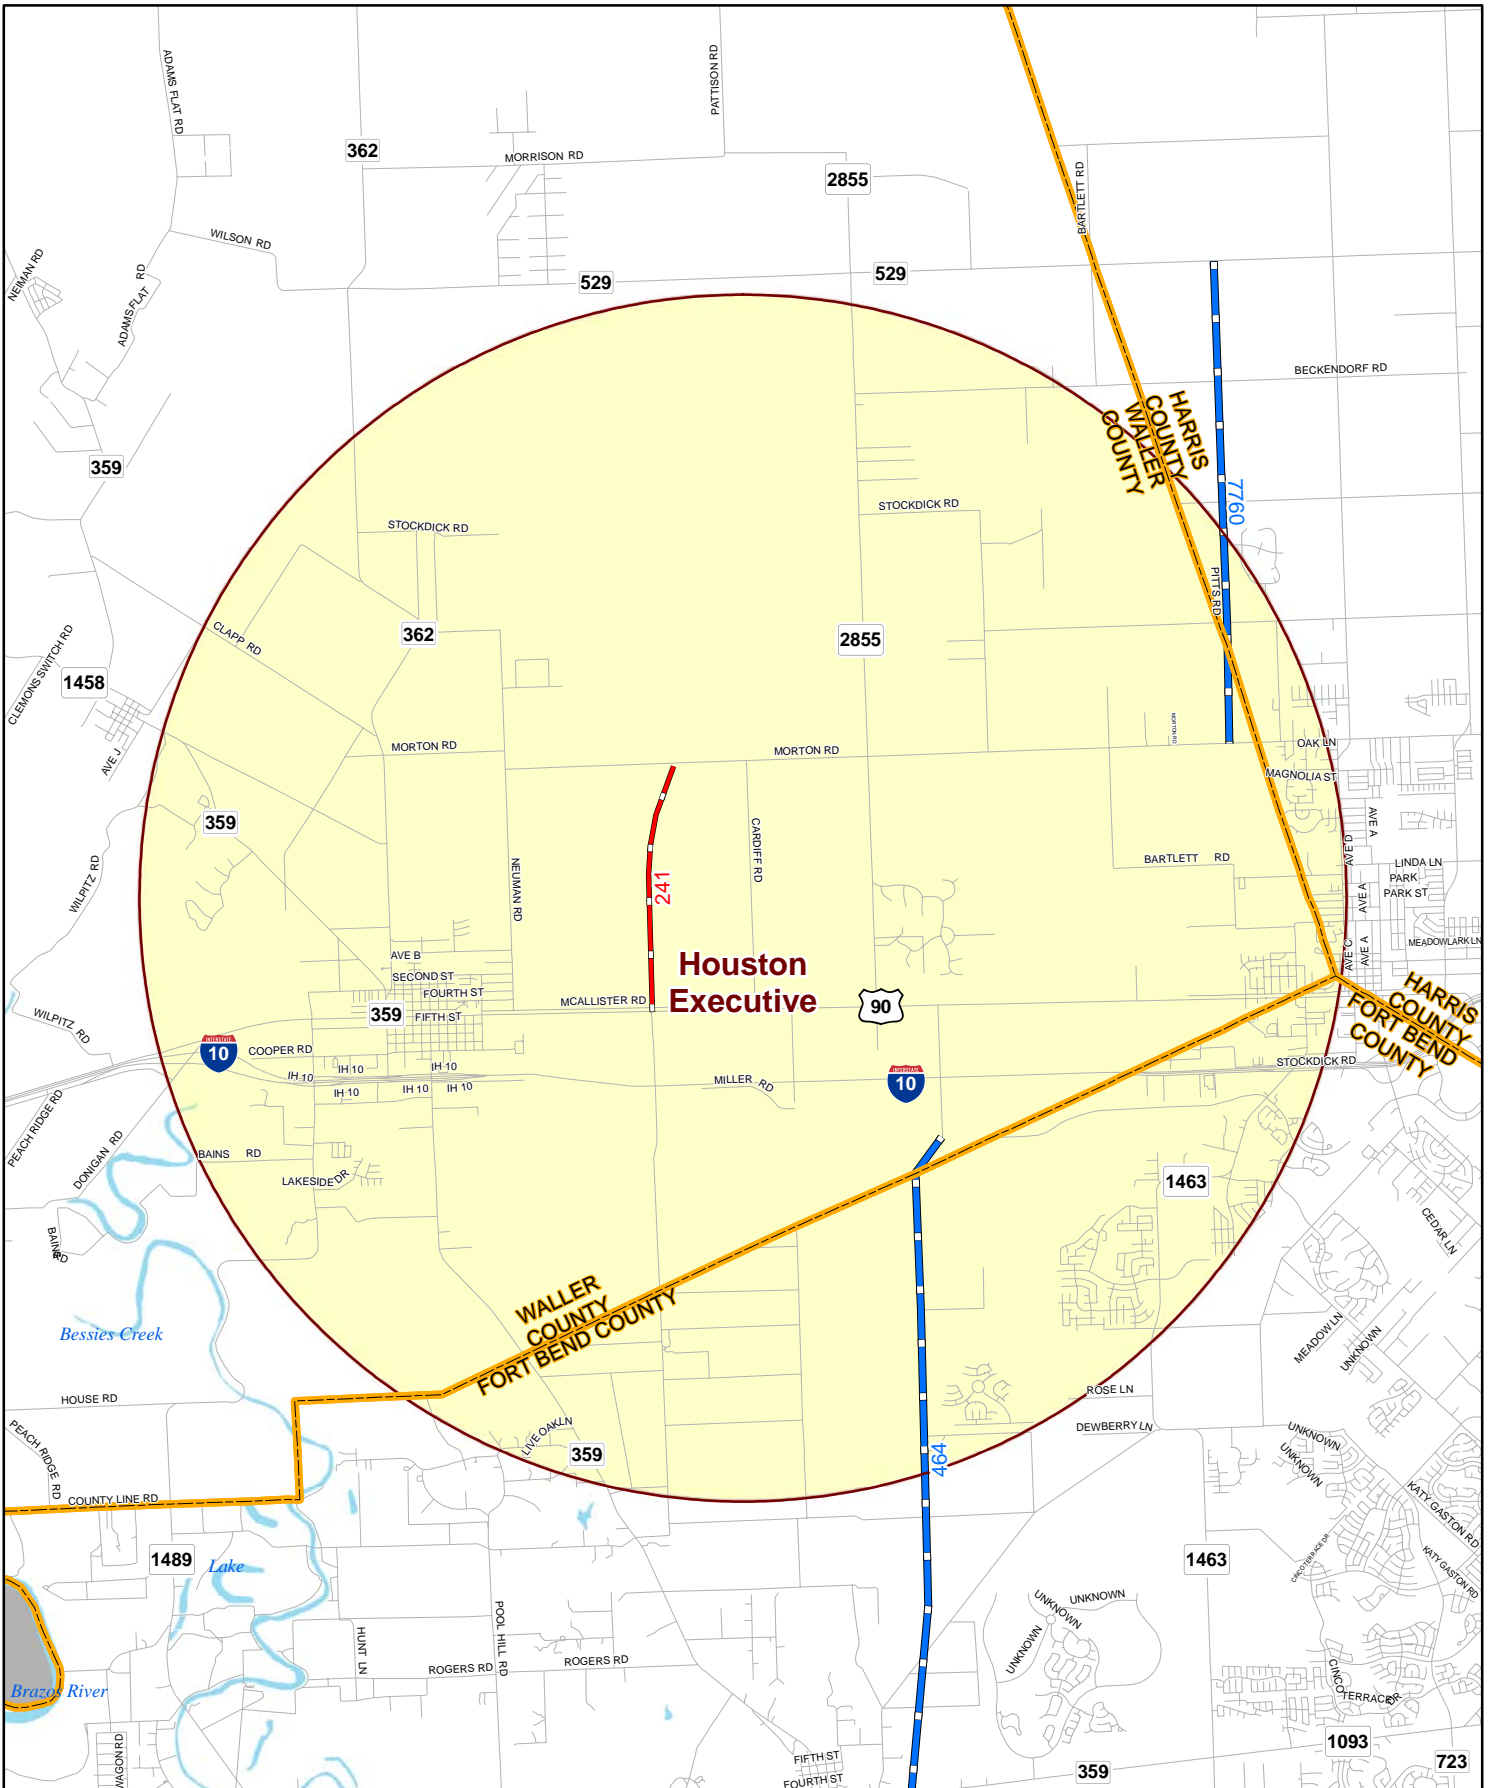 ADAMS FLAT RD
PATTISON RD
362
MORRISON RD
2855
BARTLETT RD
WILSON RD
NEIMAN RD
ADAMS FLAT RD
529
529
BECKENDORF RD
HARRIS
COUNTY
WALLER
COUNTY
359
7760
STOCKDICK RD
STOCKDICK RD
PITTS RD
CLAPP RD
362
2855
CLEMONS SWITCH RD
1458
MORTON RD
MORTON RD
MORTON RD
OAK LN
AVE J
MAGNOLIA ST
359
CARDIFF RD
AVE A
AVE D
NEUMAN RD
241
BARTLETT RD
LINDA LN
PARK
PARK ST
WILPITZ RD
AVE A
AVE B
AVE C
AVE A
MEADOWLARK LN
SECOND ST
FOURTH ST
Houston
Executive
MCALLISTER RD
90
359
FIFTH ST
HARRIS
COUNTY
FORT BEND
COUNTY
WILPITZ RD
INTERSTATE
10
COOPER RD
IH 10
IH 10
IH 10
IH 10
IH 10
IH 10
MILLER RD
INTERSTATE
10
STOCKDICK RD
PEACH RIDGE RD
DONIGAN RD
BAINS RD
LAKESIDE DR
1463
BAINS RD
CEDAR LN
WALLER
COUNTY
FORT BEND COUNTY
Bessies Creek
MEADOW LN
UNKNOWN
HOUSE RD
ROSE LN
PEACH RIDGE RD
LIVE OAK LN
359
DEWBERRY LN
UNKNOWN
UNKNOWN
464
COUNTY LINE RD
KATY GASTON RD
1489
Lake
1463
CINCO TERRACE DR
KATY GASTON RD
UNKNOWN
UNKNOWN
UNKNOWN
POOL HILL RD
HUNT LN
ROGERS RD
ROGERS RD
Brazos River
CINCO
TERRACE DR
WAGON RD
FIFTH ST
FOURTH ST
359
1093
723